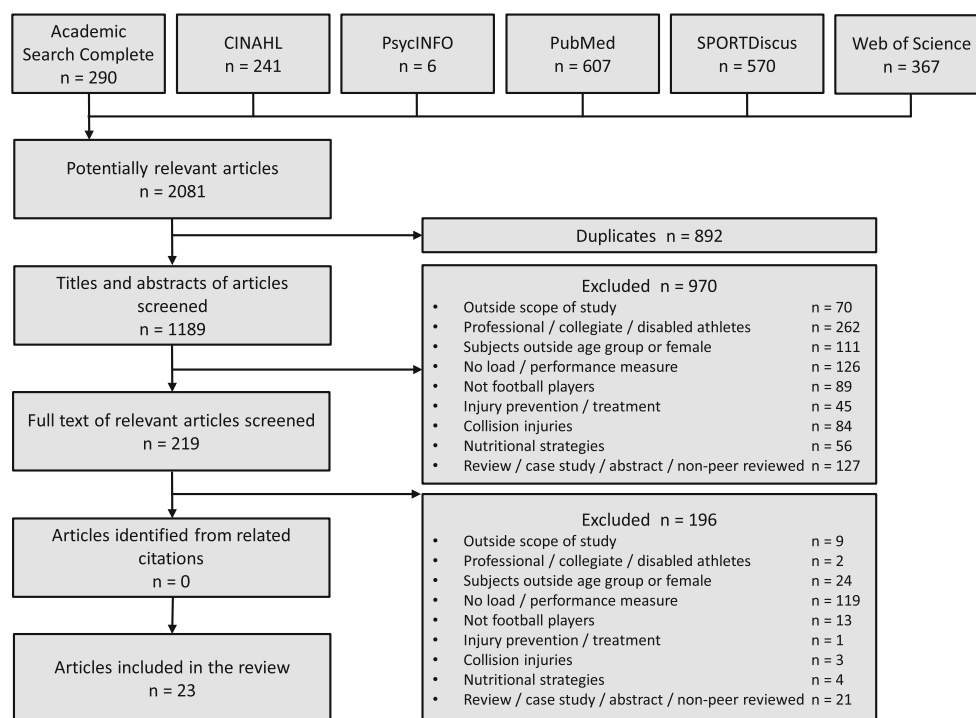 Academic
Search Complete
n = 290
CINAHL
n = 241
PsycINFO
n = 6
PubMed
n = 607
SPORTDiscus
n = 570
Web of Science
n = 367
Potentially relevant articles
n = 2081
Duplicates n = 892
Titles and abstracts of articles
screened
n = 1189
Excluded n = 970
• Outside scope of study n = 70
• Professional / collegiate / disabled athletes n = 262
• Subjects outside age group or female n = 111
• No load / performance measure n = 126
• Not football players n = 89
• Injury prevention / treatment n = 45
• Collision injuries n = 84
• Nutritional strategies n = 56
• Review / case study / abstract / non-peer reviewed n = 127
Full text of relevant articles screened
n = 219
Excluded n = 196
• Outside scope of study n = 9
• Professional / collegiate / disabled athletes n = 2
• Subjects outside age group or female n = 24
• No load / performance measure n = 119
• Not football players n = 13
• Injury prevention / treatment n = 1
• Collision injuries n = 3
• Nutritional strategies n = 4
• Review / case study / abstract / non-peer reviewed n = 21
Articles identified from related
citations
n = 0
Articles included in the review
n = 23